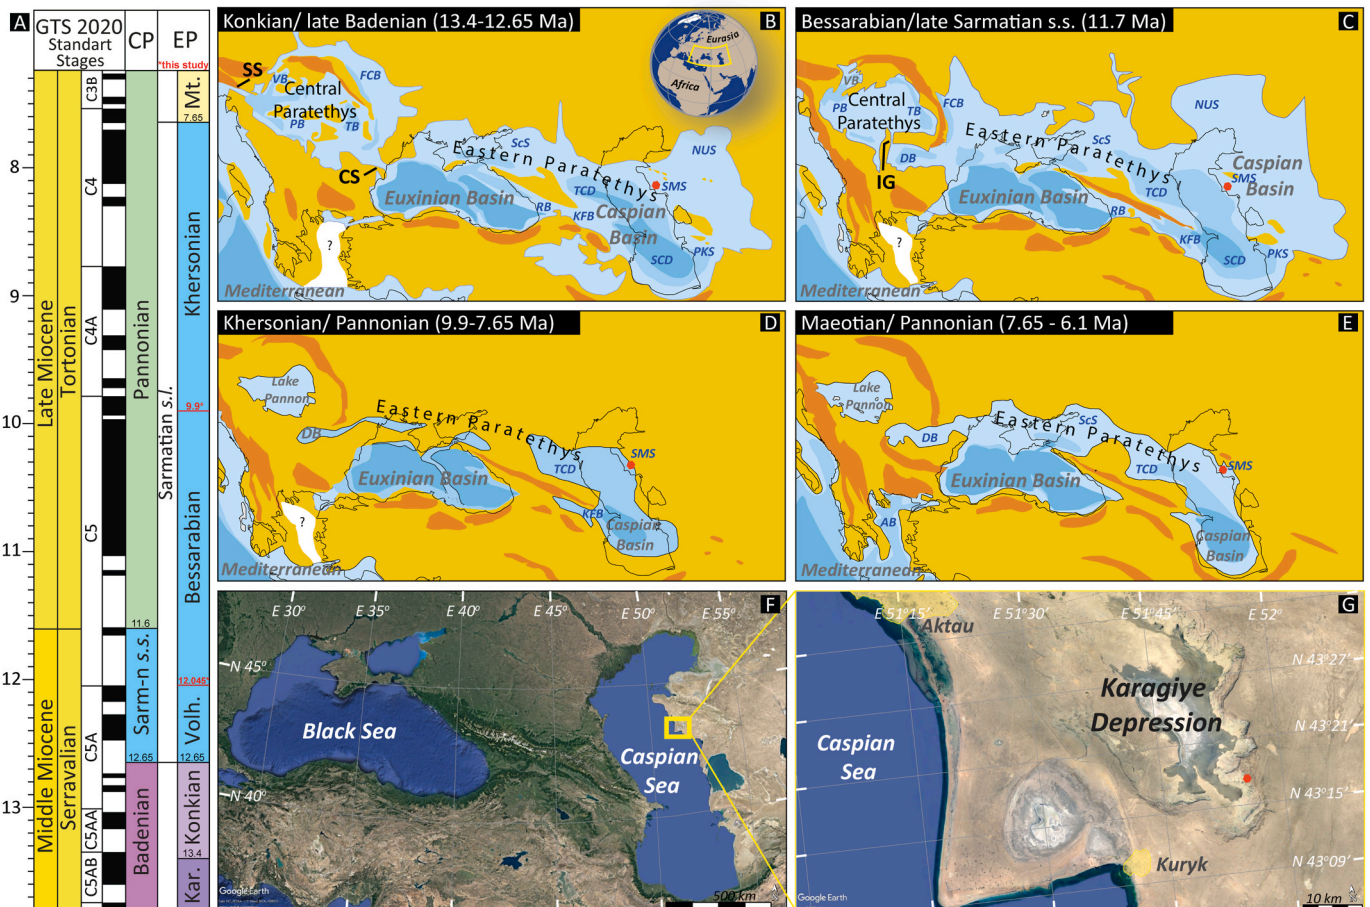 A
GTS 2020
Standart
Stages
CP
EP
*this study
8
9
10
11
12
13
Late Miocene
Tortonian
Middle Miocene
Serravalian
C3B
C4
C4A
C5
C5A
C5AA
C5AB
Pannonian
11.6
Sarm-n s.s.
12.65
Badenian
Sarmatian s.l.
Mt.
7.65
Khersonian
9.9*
Bessarabian
12.045*
Volh.
12.65
Konkian
13.4
Kar.
Konkian/ late Badenian (13.4-12.65 Ma)
B
Eurasia
Africa
SS
VB
FCB
Central
Paratethys
PB
TB
ScS
NUS
Eastern Paratethys
CS
SMS
TCD
Euxinian Basin
RB
KFB
Caspian
Basin
?
PKS
SCD
Mediterranean
Bessarabian/late Sarmatian s.s. (11.7 Ma)
C
VB
Central
Paratethys
PB
TB
FCB
NUS
Eastern Paratethys
ScS
DB
Caspian
Basin
SMS
IG
TCD
Euxinian Basin
RB
?
KFB
PKS
SCD
Mediterranean
Khersonian/ Pannonian (9.9-7.65 Ma)
D
Lake
Pannon
Eastern Paratethys
DB
SMS
TCD
Euxinian Basin
?
KFB
Caspian
Basin
Mediterranean
Maeotian/ Pannonian (7.65 - 6.1 Ma)
E
Lake
Pannon
Eastern Paratethys
ScS
DB
SMS
TCD
Euxinian Basin
AB
Caspian
Basin
Mediterranean
F
E 30°
E 35°
E 40°
E 45°
E 50°
E 55°
N 45°
Black Sea
Caspian
Sea
N 40°
Google Earth
500 km
G
E 51°15′
E 51°30′
E 51°45′
E 52°
Aktau
N 43°27′
Karagiye
Depression
N 43°21′
Caspian
Sea
N 43°15′
Kuryk
N 43°09′
Google Earth
10 km